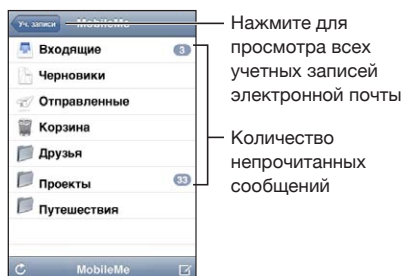 Уч. записи MobileMe
Входящие 3
Черновики
Отправленные
Корзина
Друзья
Проекты 33
Путешествия
MobileMe
Нажмите для
просмотра всех
учетных записей
электронной почты
Количество
непрочитанных
сообщений